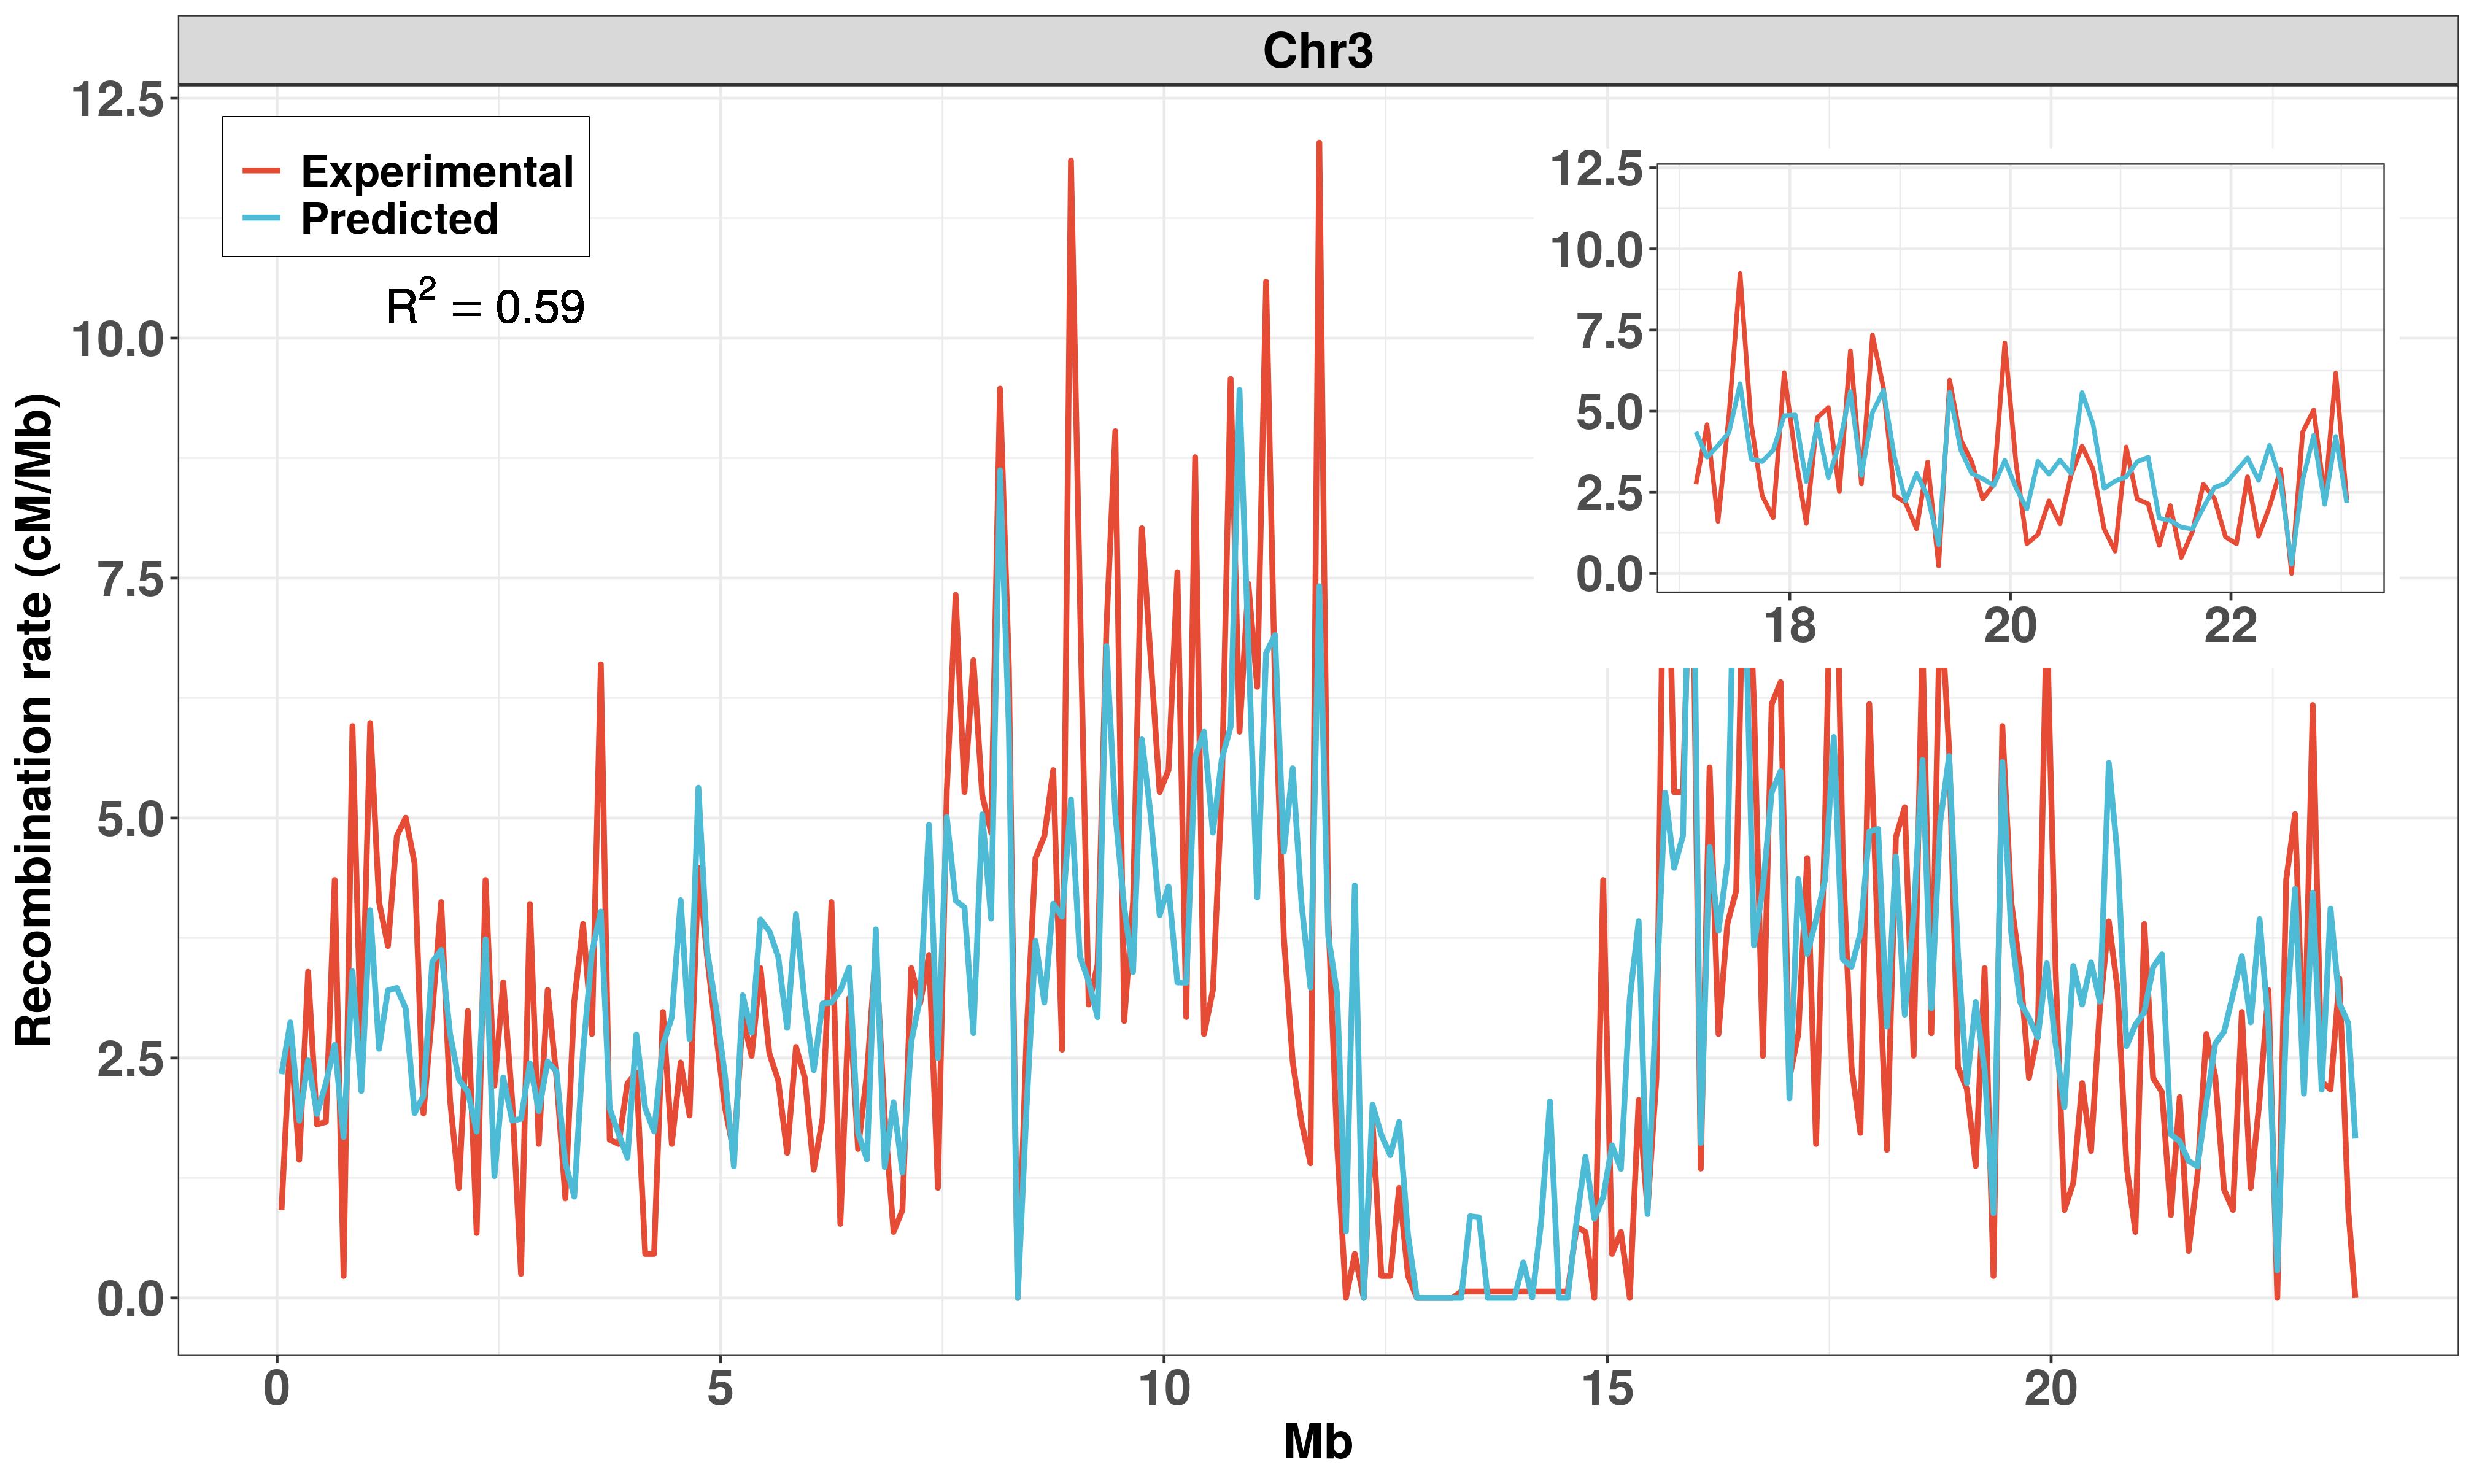 Chr3
12.5
10.0
7.5
5.0
2.5
0.0
Recombination rate (cM/Mb)
Experimental
Predicted
R² = 0.59
12.5
10.0
7.5
5.0
2.5
0.0
18 20 22
0 5 10 15 20
Mb